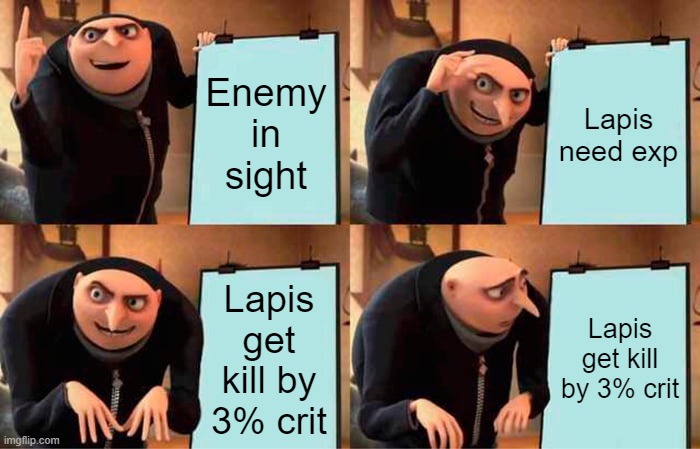 Enemy
in
sight
Lapis
need exp
Lapis
get
kill by
3% crit
Lapis
get kill
by 3% crit
imgflip.com